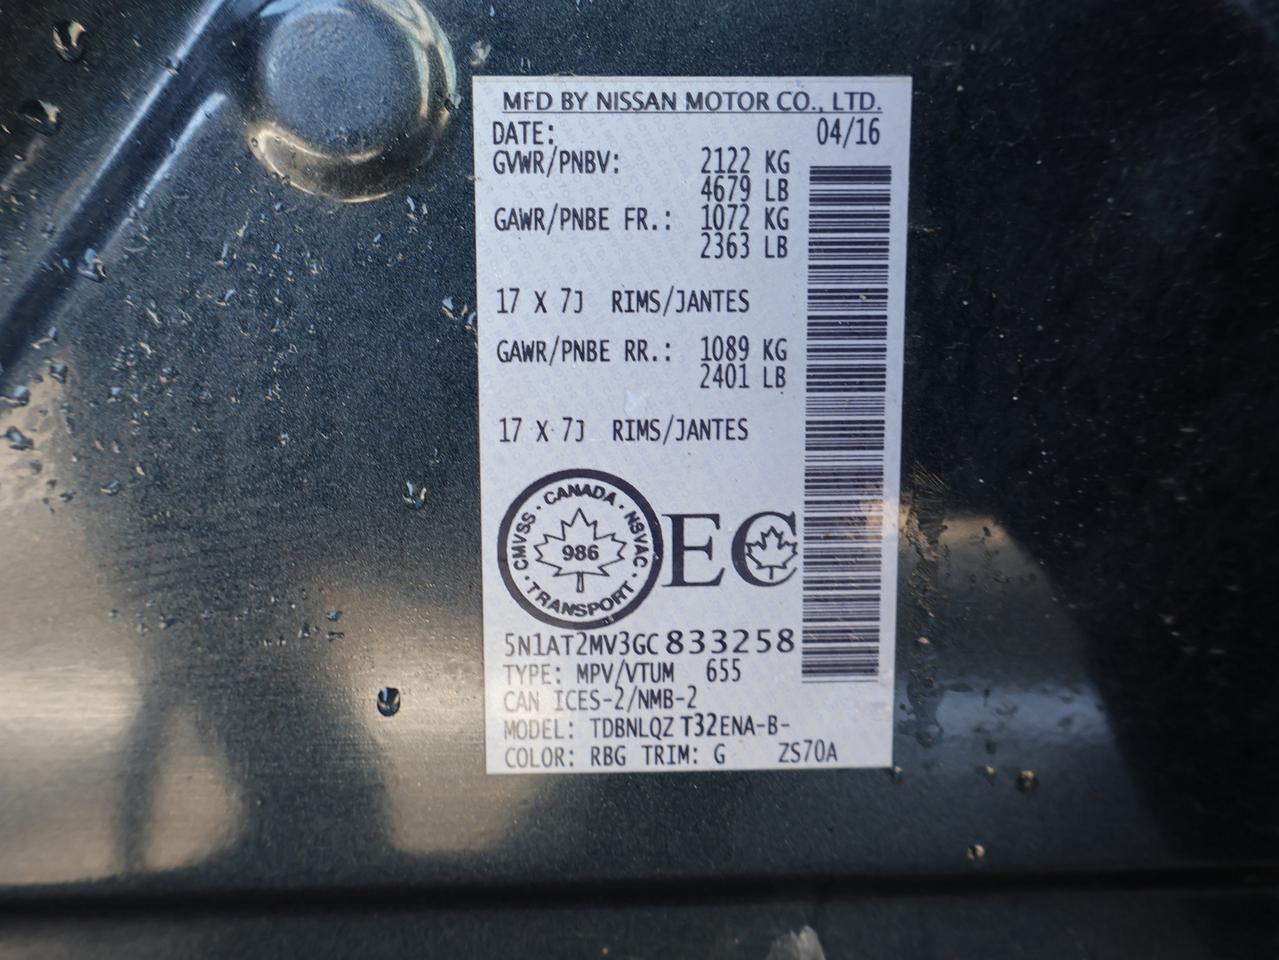 MFD BY NISSAN MOTOR CO., LTD.
DATE: 04/16
GVWR/PNBV: 2122 KG
4679 LB
GAWR/PNBE FR.: 1072 KG
2363 LB
17 X 7J RIMS/JANTES
GAWR/PNBE RR.: 1089 KG
2401 LB
17 X 7J RIMS/JANTES
CMVSS · CANADA · NSVAC · TRANSPORT ·
986
EC
5N1AT2MV3GC833258
TYPE: MPV/VTUM 655
CAN ICES-2/NMB-2
MODEL: TDBNLQZ T32ENA-B-
COLOR: RBG TRIM: G ZS70A